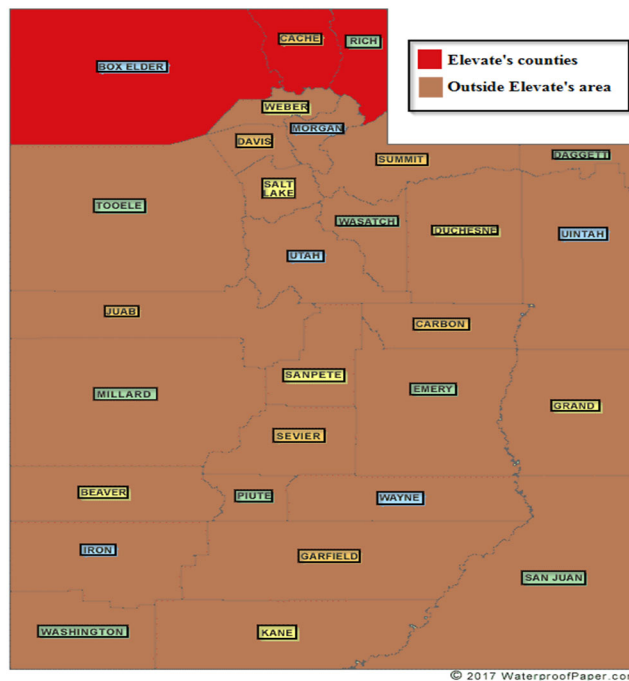 CACHE
RICH
BOX ELDER
Elevate's counties
Outside Elevate's area
WEBER
MORGAN
DAVIS
SUMMIT
DAGGETT
SALT
LAKE
TOOELE
WASATCH
DUCHESNE
UINTAH
UTAH
JUAB
CARBON
SANPETE
MILLARD
EMERY
GRAND
SEVIER
BEAVER
PIUTE
WAYNE
IRON
GARFIELD
SAN JUAN
WASHINGTON
KANE
© 2017 WaterproofPaper.com